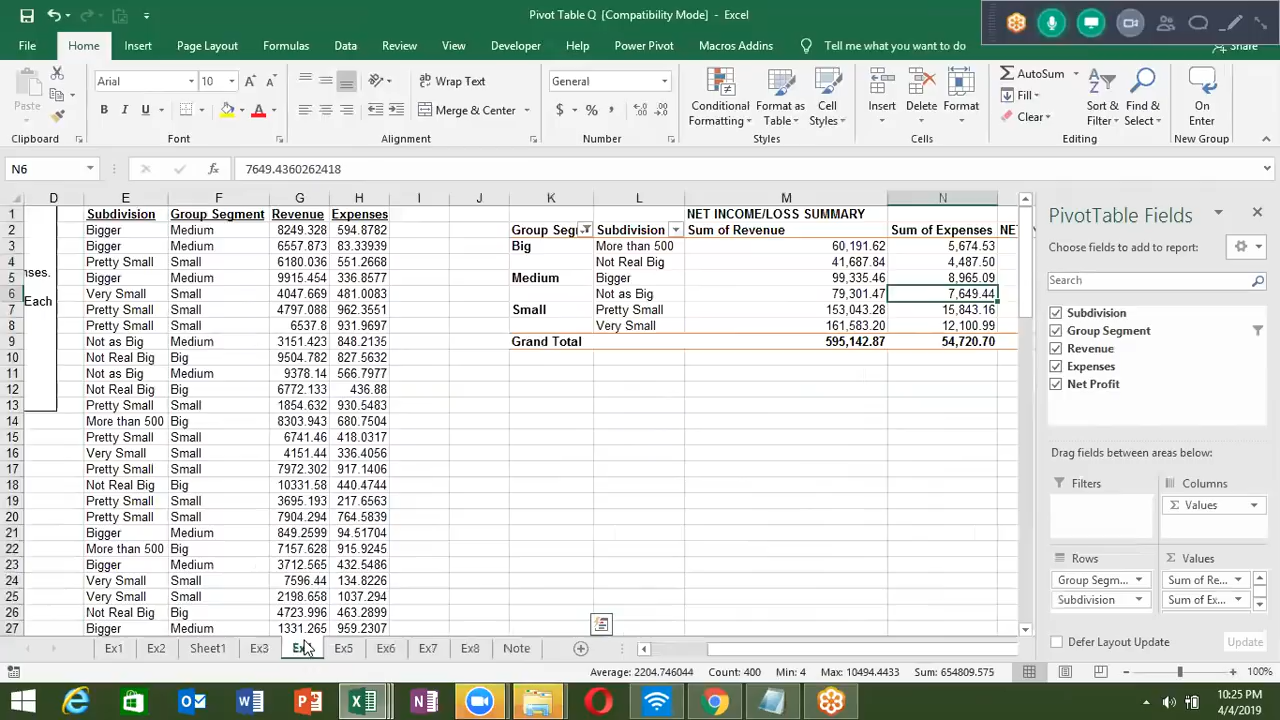 Pivot Table Q [Compatibility Mode] - Excel
File Home Insert Page Layout Formulas Data Review View Developer Help Power Pivot Macros Addins Tell me what you want to do Share
Paste Arial 10 Wrap Text General Conditional Format as Cell Insert Delete Format AutoSum Sort & Find & On
B I U Merge & Center $ % , Formatting Table Styles Fill Filter Select Enter
Clear
Clipboard Font Alignment Number Styles Cells Editing New Group
N6 fx 7649.4360262418
D E F G H I J K L M N
1 Subdivision Group Segment Revenue Expenses NET INCOME/LOSS SUMMARY
2 Bigger Medium 8249.328 594.8782 Group Seg Subdivision Sum of Revenue Sum of Expenses NE
3 Bigger Medium 6557.873 83.33939 Big More than 500 60,191.62 5,674.53
4 Pretty Small Small 6180.036 551.2668 Not Real Big 41,687.84 4,487.50
nses.
5 Bigger Medium 9915.454 336.8577 Medium Bigger 99,335.46 8,965.09
6 Very Small Small 4047.669 481.0083 Not as Big 79,301.47 7,649.44
Each
7 Pretty Small Small 4797.088 962.3551 Small Pretty Small 153,043.28 15,843.16
8 Pretty Small Small 6537.8 931.9697 Very Small 161,583.20 12,100.99
9 Not as Big Medium 3151.423 848.2135 Grand Total 595,142.87 54,720.70
10 Not Real Big Big 9504.782 827.5632
11 Not as Big Medium 9378.14 566.7977
12 Not Real Big Big 6772.133 436.88
13 Pretty Small Small 1854.632 930.5483
14 More than 500 Big 8303.943 680.7504
15 Pretty Small Small 6741.46 418.0317
16 Very Small Small 4151.44 336.4056
17 Pretty Small Small 7972.302 917.1406
18 Not Real Big Big 10331.58 440.4744
19 Pretty Small Small 3695.193 217.6563
20 Pretty Small Small 7904.294 764.5839
21 Bigger Medium 849.2599 94.51704
22 More than 500 Big 7157.628 915.9245
23 Bigger Medium 3712.565 432.5486
24 Very Small Small 7596.44 134.8226
25 Very Small Small 2198.658 1037.294
26 Not Real Big Big 4723.996 463.2899
27 Bigger Medium 1331.265 959.2307
PivotTable Fields
Choose fields to add to report:
Search
Subdivision
Group Segment
Revenue
Expenses
Net Profit
Drag fields between areas below:
Filters Columns
Σ Values
Rows Σ Values
Group Segm... Sum of Re...
Subdivision Sum of Ex...
Defer Layout Update Update
Ex1 Ex2 Sheet1 Ex3 Ex5 Ex6 Ex7 Ex8 Note
Average: 2204.746044 Count: 400 Min: 4 Max: 10494.4433 Sum: 654809.575 100%
10:25 PM
4/4/2019